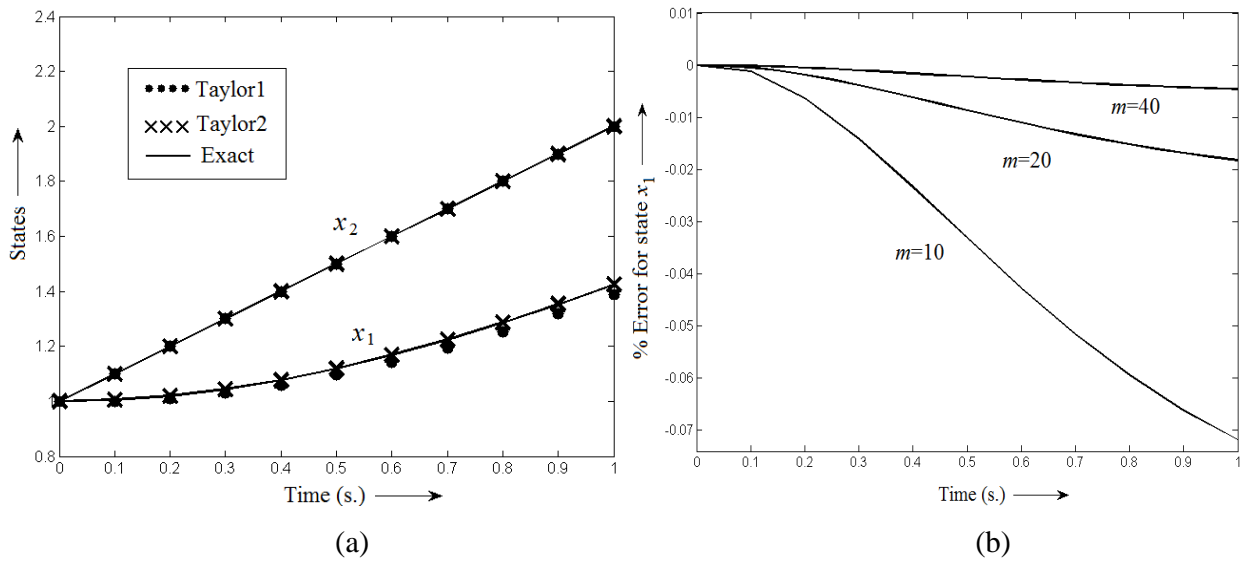 2.4
2.2
2
1.8
1.6
1.4
1.2
1
0.8
States
Taylor1
Taylor2
Exact
x2
x1
0 0.1 0.2 0.3 0.4 0.5 0.6 0.7 0.8 0.9 1
Time (s.)
(a)
0.01
0
-0.01
-0.02
-0.03
-0.04
-0.05
-0.06
-0.07
% Error for state x1
m=40
m=20
m=10
0 0.1 0.2 0.3 0.4 0.5 0.6 0.7 0.8 0.9 1
Time (s.)
(b)